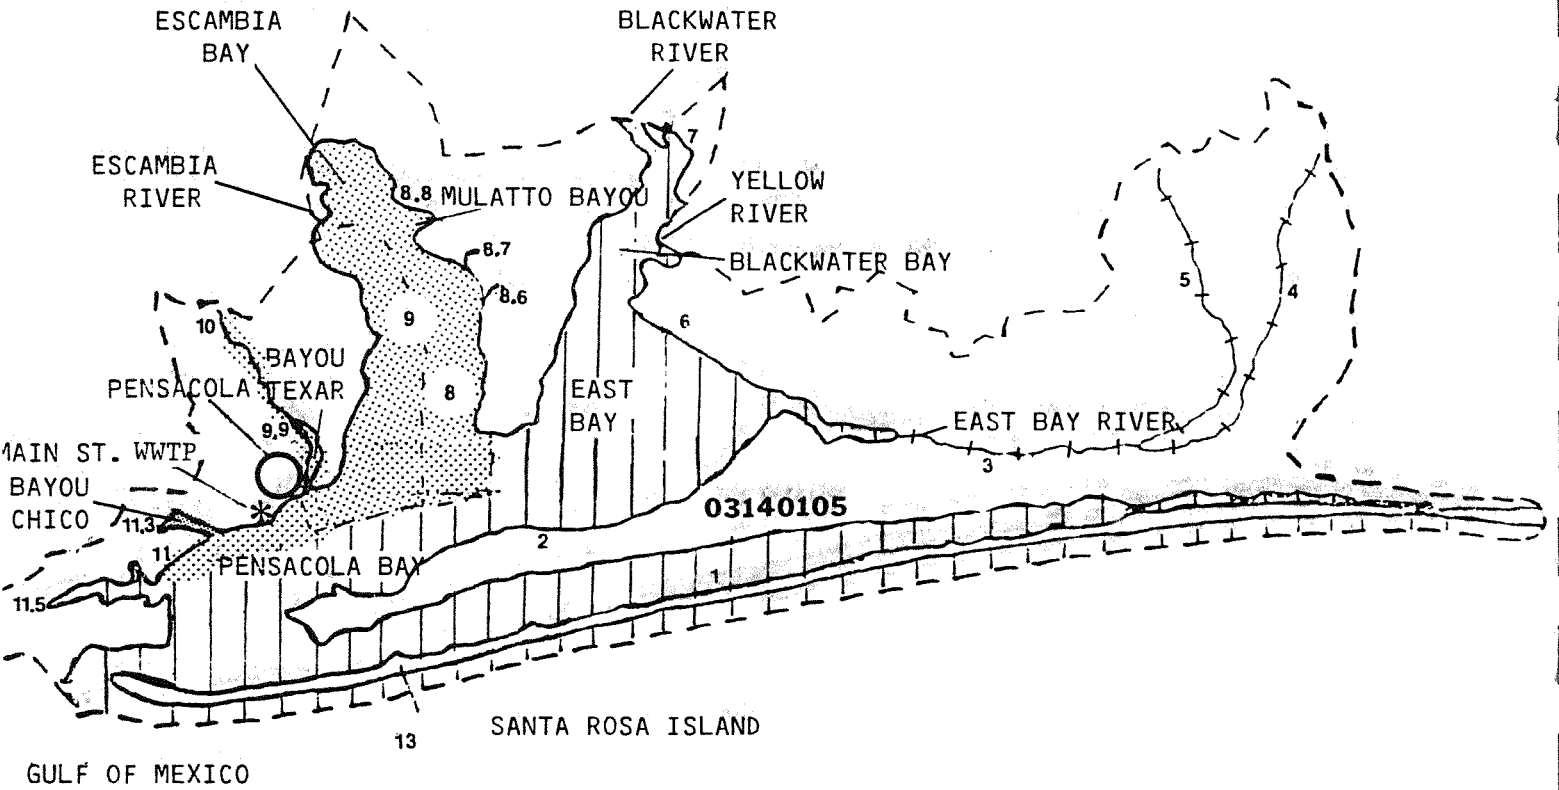 ESCAMBIA
BAY
BLACKWATER
RIVER
7
ESCAMBIA
RIVER
8.8 MULATTO BAYOU
YELLOW
RIVER
8.7
BLACKWATER BAY
8.6
5
4
9
6
10
BAYOU
TEXAR
PENSACOLA
8
EAST
BAY
9.9
EAST BAY RIVER
MAIN ST. WWTP
3
BAYOU
CHICO
11.3
*
03140105
11
2
PENSACOLA BAY
1
11.5
13
SANTA ROSA ISLAND
GULF OF MEXICO